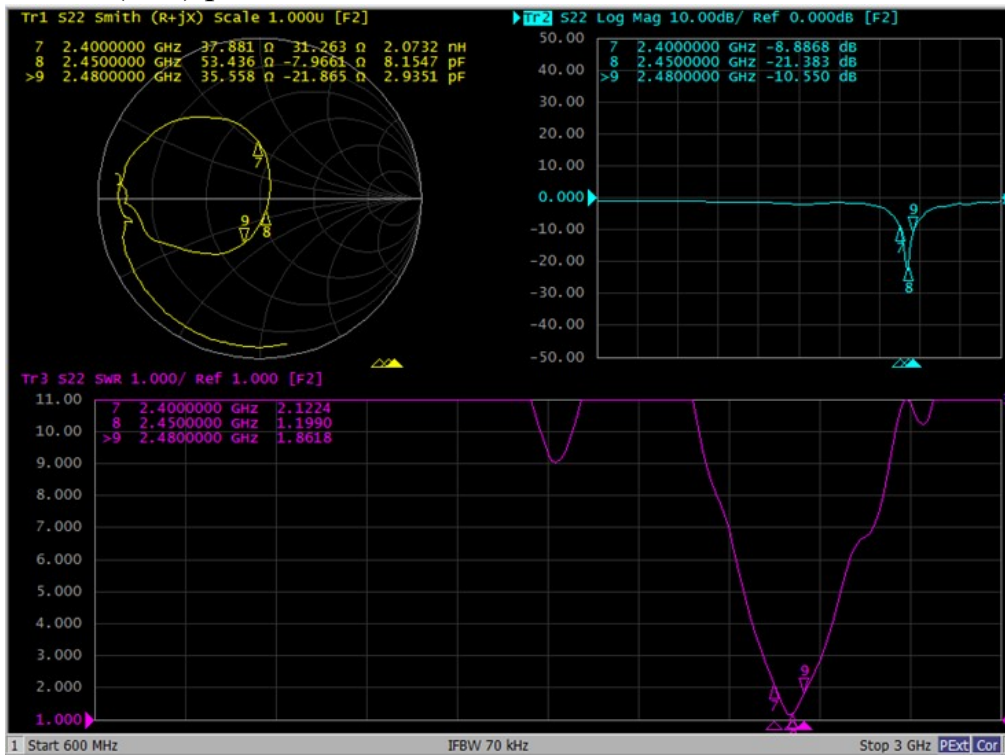 Tr1 S22 Smith (R+jX) Scale 1.000U [F2]
7 2.4000000 GHz 37.881 Ω 31.263 Ω 2.0732 nH
8 2.4500000 GHz 53.436 Ω -7.9661 Ω 8.1547 pF
>9 2.4800000 GHz 35.558 Ω -21.865 Ω 2.9351 pF
7
9
8
Tr2 S22 Log Mag 10.00dB/ Ref 0.000dB [F2]
50.00
40.00
30.00
20.00
10.00
0.000
-10.00
-20.00
-30.00
-40.00
-50.00
7 2.4000000 GHz -8.8868 dB
8 2.4500000 GHz -21.383 dB
>9 2.4800000 GHz -10.550 dB
9
7
8
Tr3 S22 SWR 1.000/ Ref 1.000 [F2]
11.00
10.00
9.000
8.000
7.000
6.000
5.000
4.000
3.000
2.000
1.000
7 2.4000000 GHz 2.1224
8 2.4500000 GHz 1.1990
>9 2.4800000 GHz 1.8618
9
7
1 Start 600 MHz IFBW 70 kHz Stop 3 GHz PExt Cor